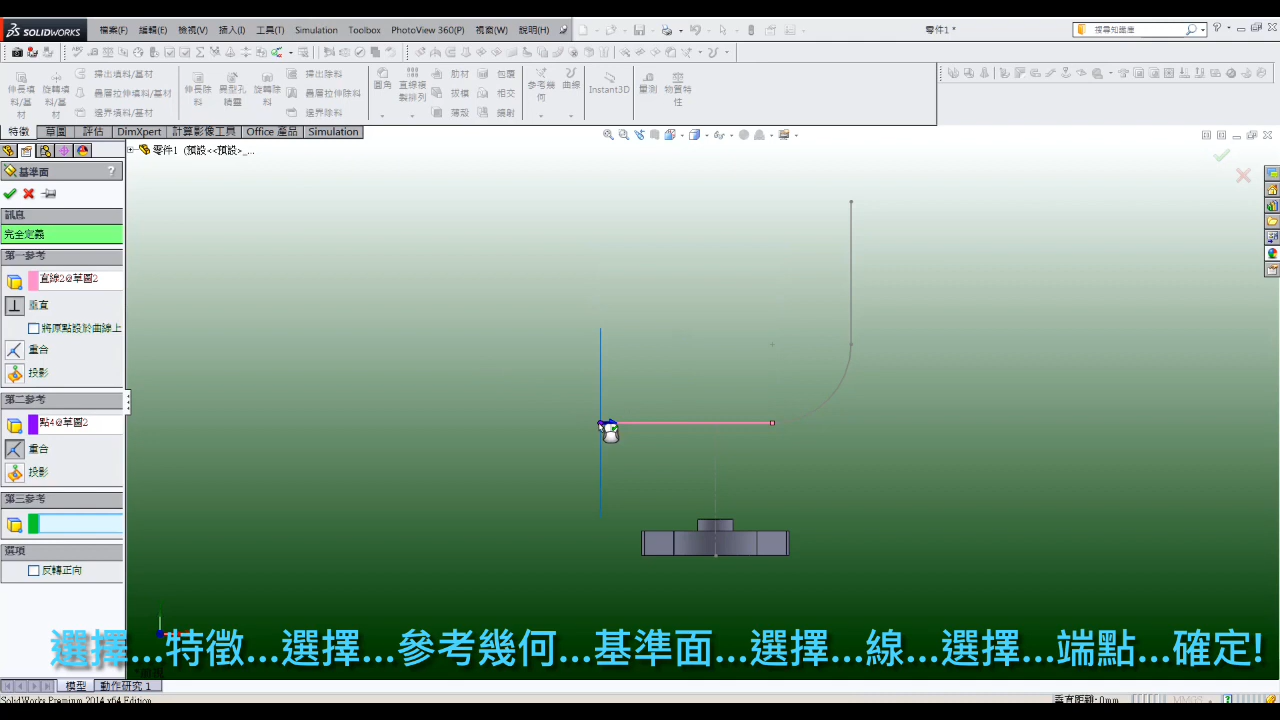 SOLIDWORKS 檔案(F) 編輯(E) 檢視(V) 插入(I) 工具(T) Simulation Toolbox PhotoView 360(P) 視窗(W) 說明(H) 零件1 * 搜尋知識庫
伸長填料/基材 旋轉填料/基材 掃出填料/基材 疊層拉伸填料/基材 邊界填料/基材 伸長除料 異型孔精靈 旋轉除料 掃出除料 疊層拉伸除料 邊界除料 圓角 直線複製排列 肋材 拔模 薄殼 包覆 相交 鏡射 參考幾何 曲線 Instant3D 量測 物質特性
特徵 草圖 評估 DimXpert 計算影像工具 Office 產品 Simulation
零件1 (預設<<預設>_...
基準面 ?
訊息
完全定義
第一參考
直線2@草圖2
垂直
將原點設於曲線上
重合
投影
第二參考
點4@草圖2
重合
投影
第三參考
選項
反轉正向
選擇...特徵...選擇...參考幾何...基準面...選擇...線...選擇...端點...確定!
模型 動作研究 1
SolidWorks Premium 2014 x64 Edition 垂直距離: 0mm MMGS